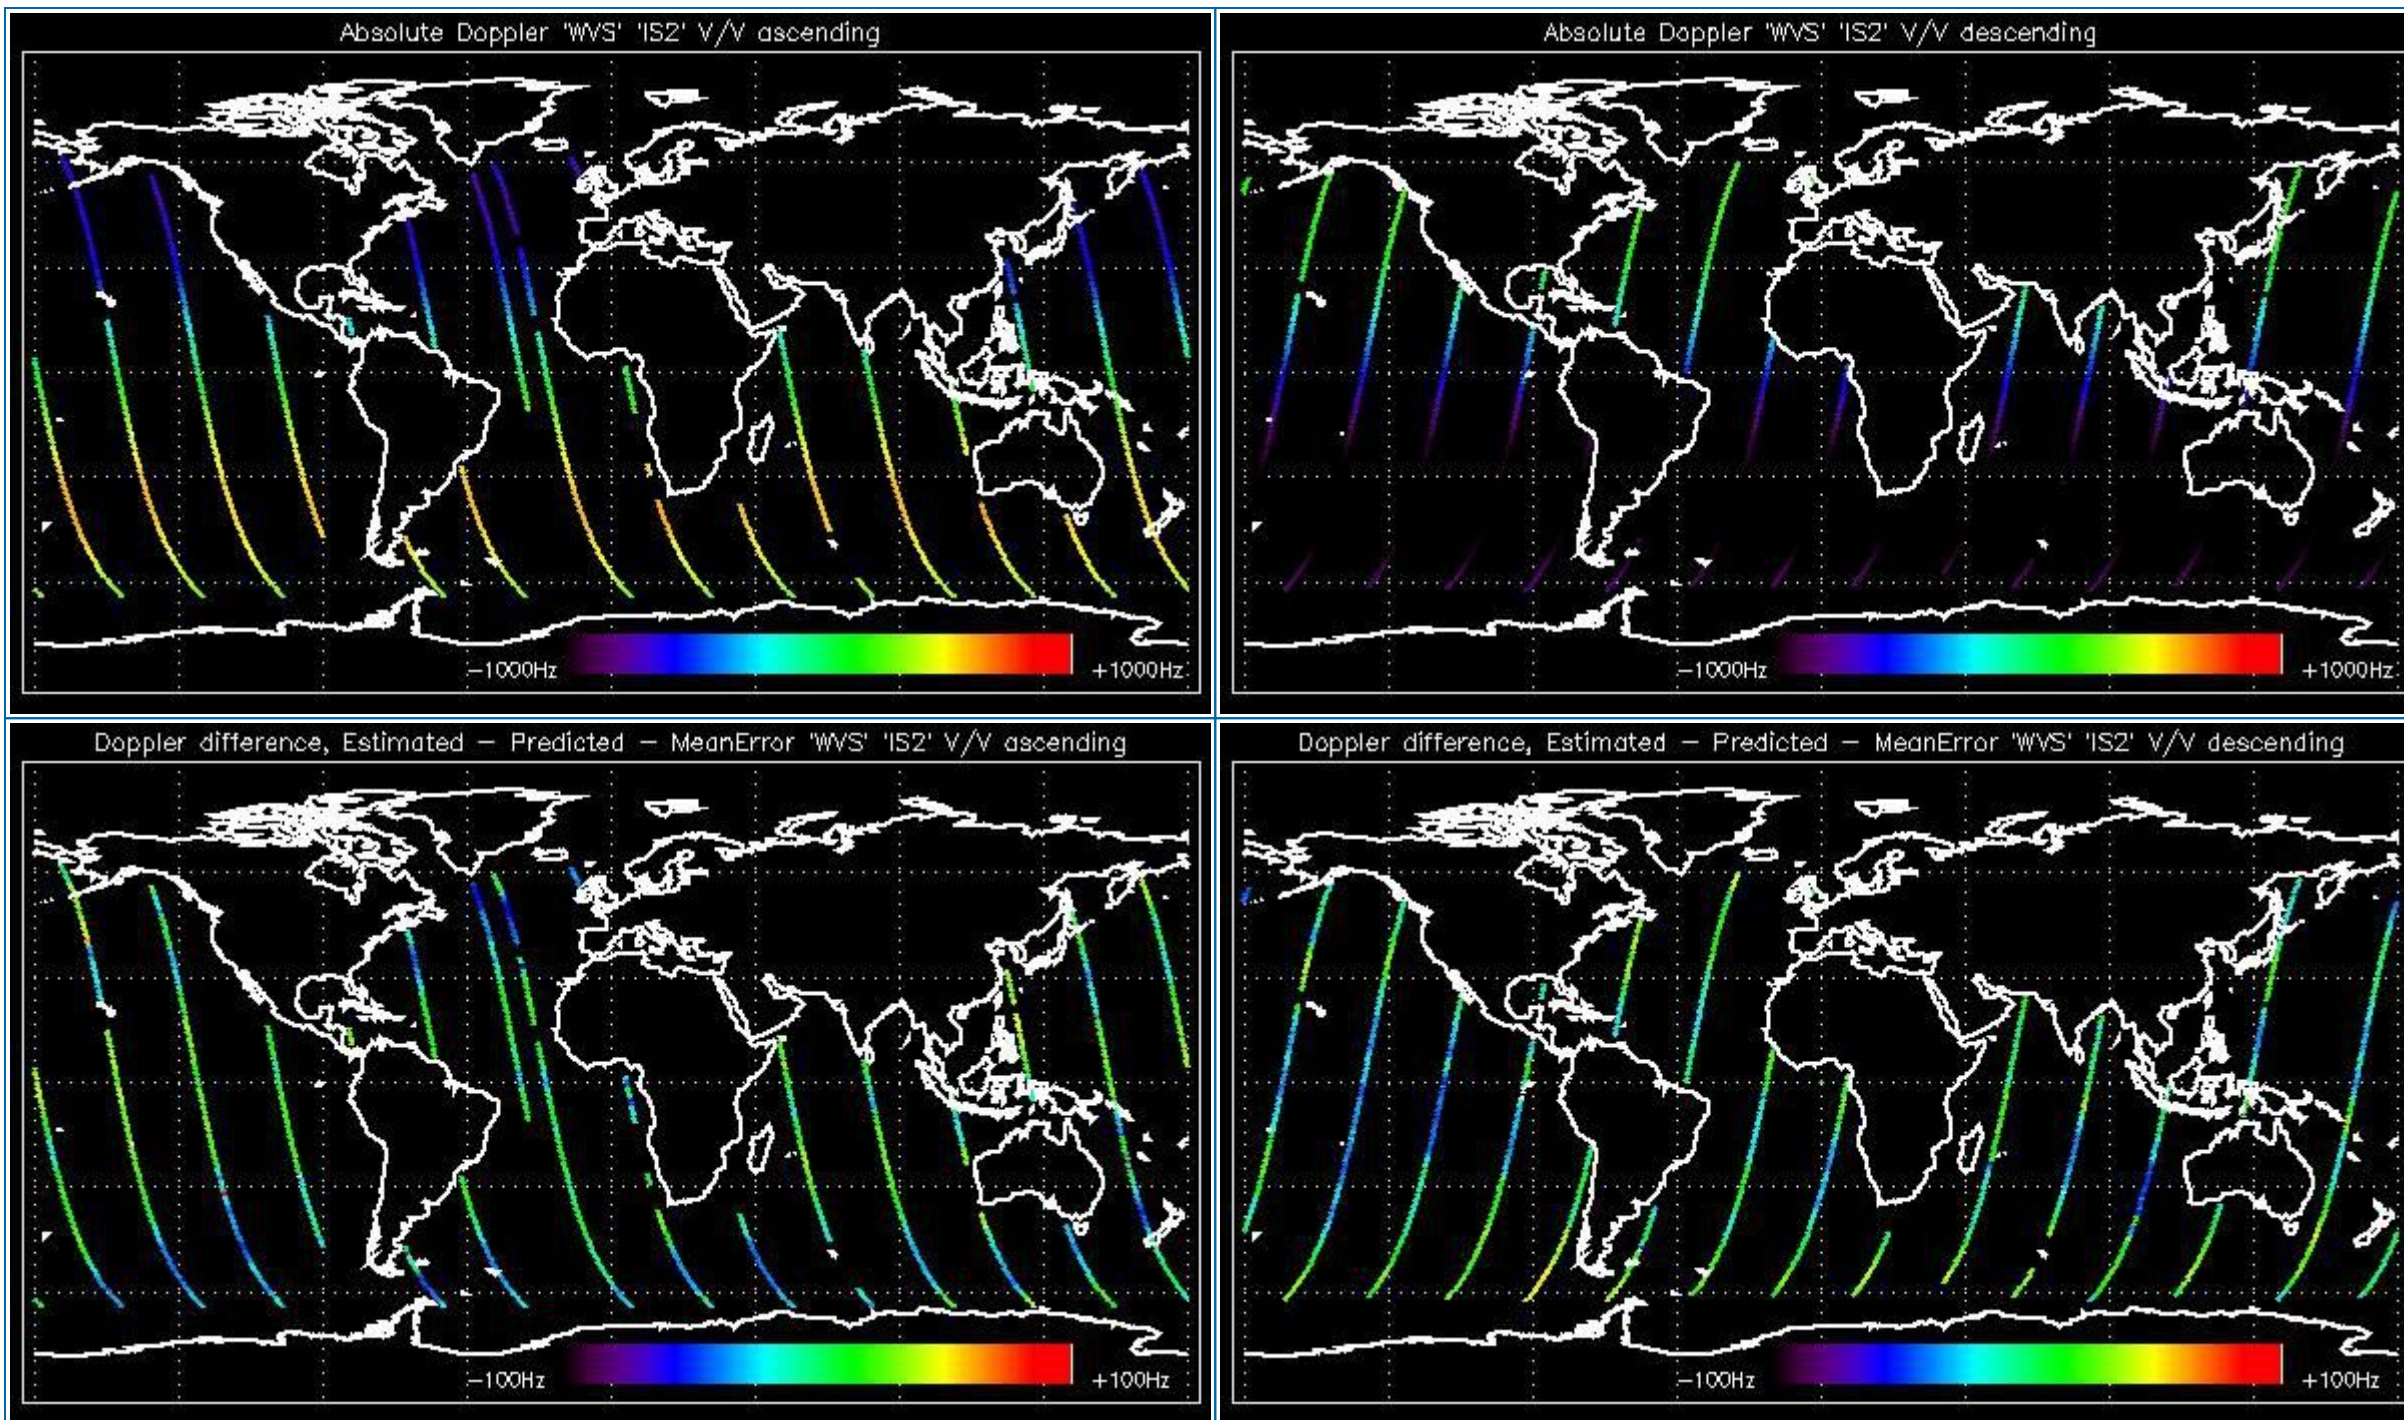 Absolute Doppler 'WVS' 'IS2' V/V ascending
-1000Hz
+1000Hz
Absolute Doppler 'WVS' 'IS2' V/V descending
-1000Hz
+1000Hz
Doppler difference, Estimated - Predicted - MeanError 'WVS' 'IS2' V/V ascending
-100Hz
+100Hz
Doppler difference, Estimated - Predicted - MeanError 'WVS' 'IS2' V/V descending
-100Hz
+100Hz